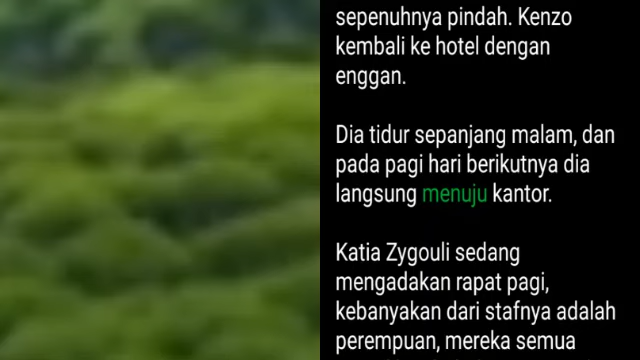 sepenuhnya pindah. Kenzo
kembali ke hotel dengan
enggan.
Dia tidur sepanjang malam, dan
pada pagi hari berikutnya dia
langsung menuju kantor.
Katia Zygouli sedang
mengadakan rapat pagi,
kebanyakan dari stafnya adalah
perempuan, mereka semua